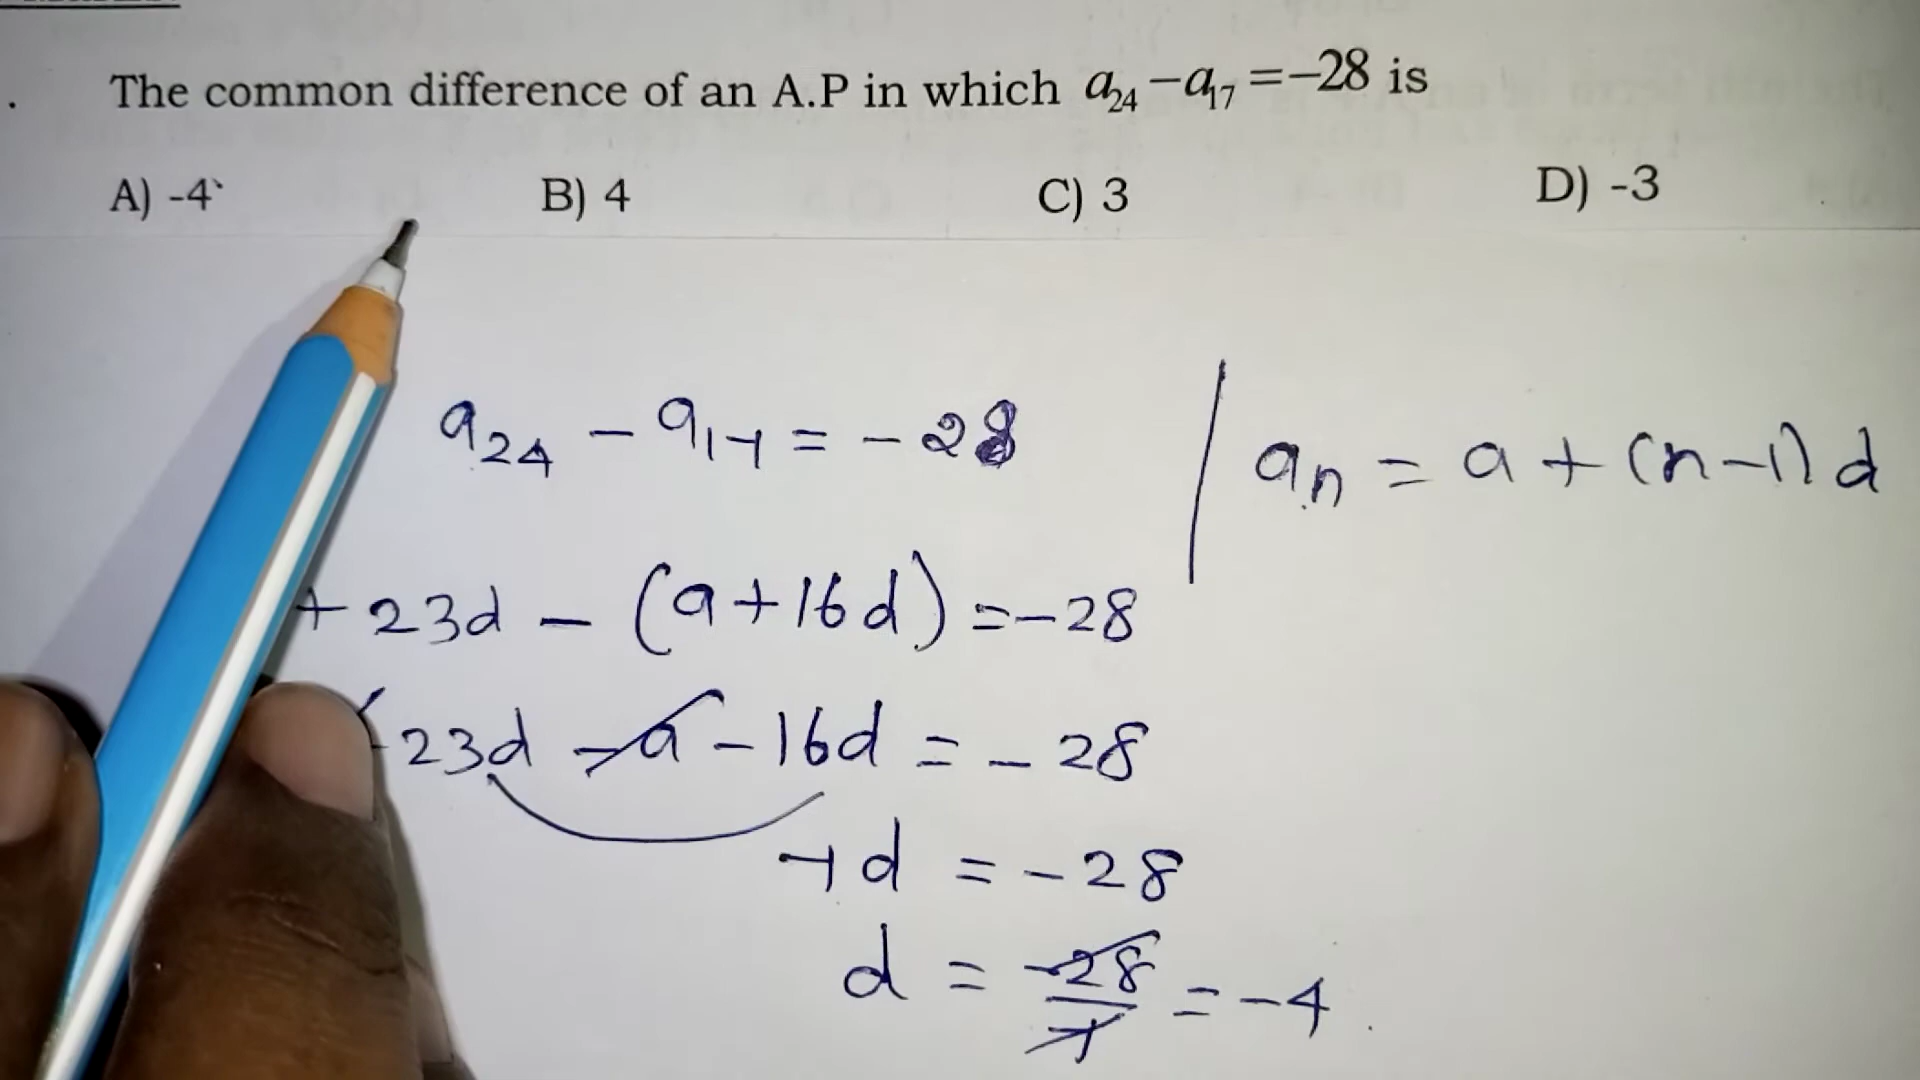 The common difference of an A.P in which a₂₄ − a₁₇ = −28 is
A) -4 B) 4 C) 3 D) -3
a₂₄ − a₁₇ = − 28
aₙ = a + (n−1) d
+ 23d − (a + 16d) = −28
23d − a − 16d = − 28
7d = − 28
d = −28/7 = −4